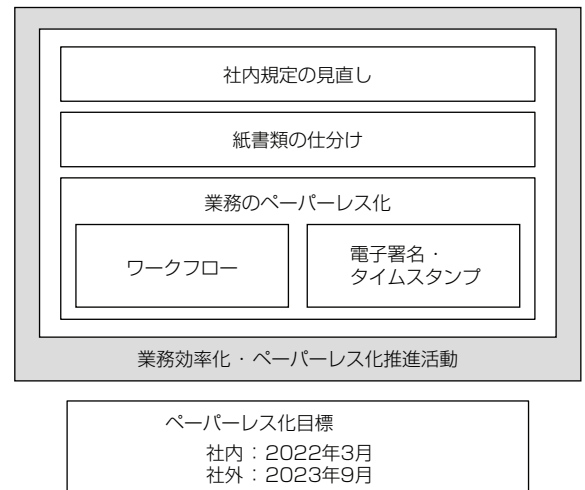 社内規定の見直し
紙書類の仕分け
業務のペーパーレス化
ワークフロー
電子署名・
タイムスタンプ
業務効率化・ペーパーレス化推進活動
ペーパーレス化目標
社内：2022年3月
社外：2023年9月